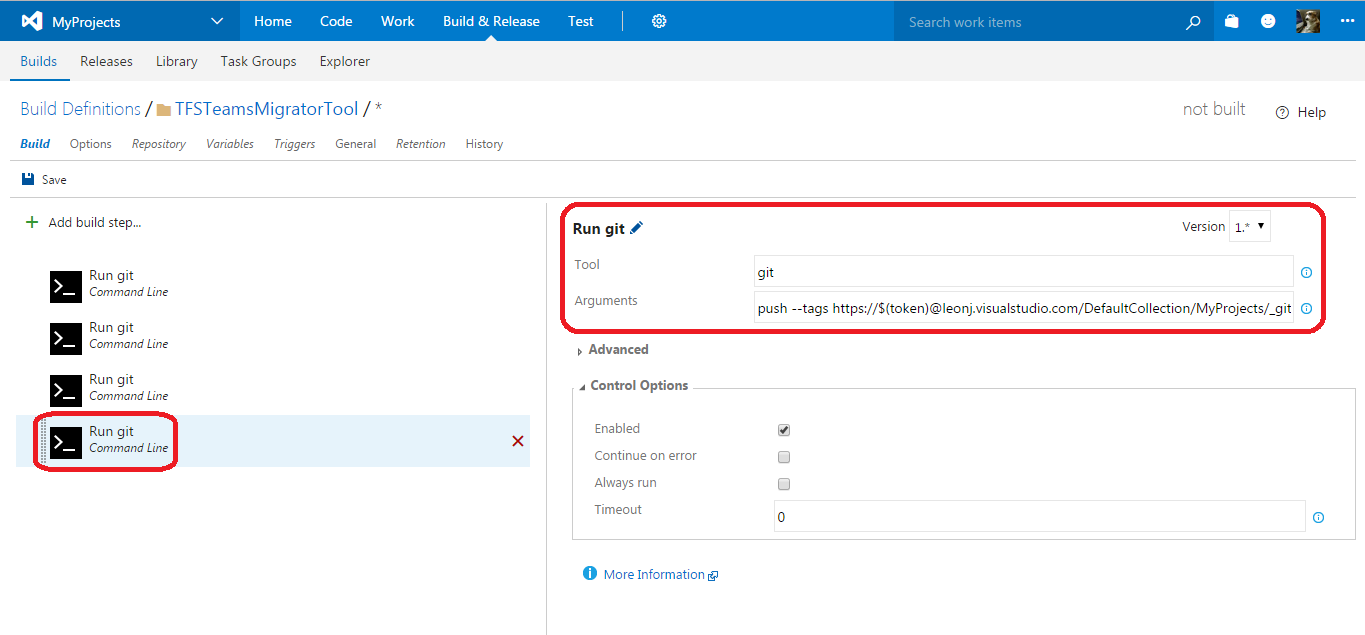 MyProjects Home Code Work Build & Release Test Search work items
Builds Releases Library Task Groups Explorer
Build Definitions / TFSTeamsMigratorTool / * not built Help
Build Options Repository Variables Triggers General Retention History
Save
Add build step...
Run git
Command Line
Run git
Command Line
Run git
Command Line
Run git
Command Line
Run git Version 1.*
Tool git
Arguments push --tags https://$(token)@leonj.visualstudio.com/DefaultCollection/MyProjects/_git
Advanced
Control Options
Enabled
Continue on error
Always run
Timeout 0
More Information